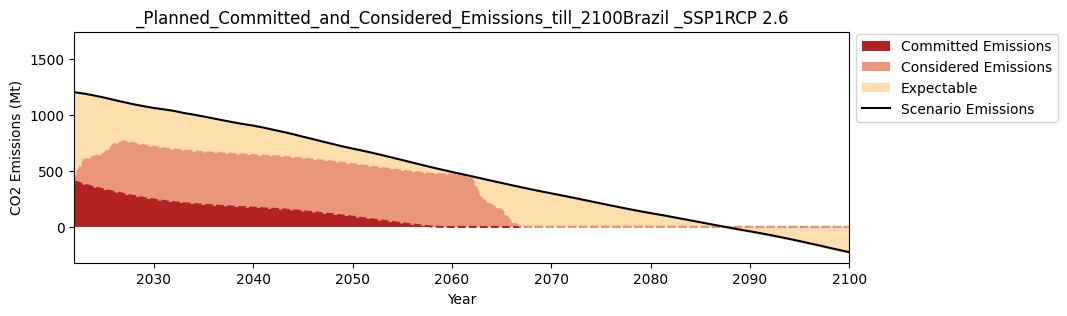 _Planned_Committed_and_Considered_Emissions_till_2100Brazil _SSP1RCP 2.6
CO2 Emissions (Mt)
1500
1000
500
0
2030 2040 2050 2060 2070 2080 2090 2100
Year
Committed Emissions
Considered Emissions
Expectable
Scenario Emissions